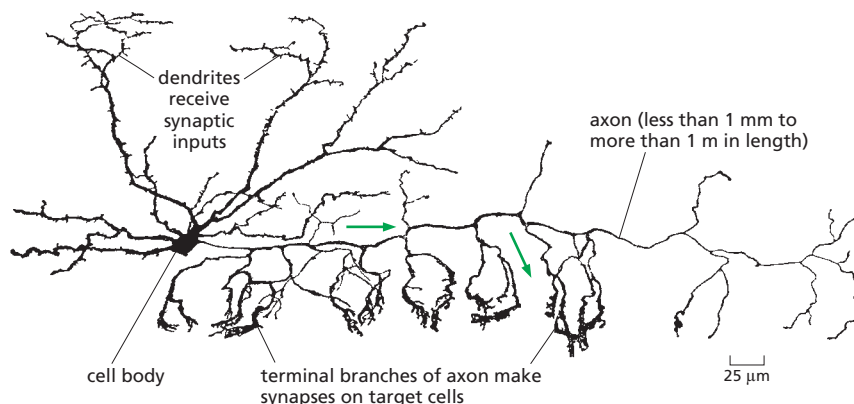 dendrites
receive
synaptic
inputs
axon (less than 1 mm to
more than 1 m in length)
cell body
terminal branches of axon make
synapses on target cells
25 μm